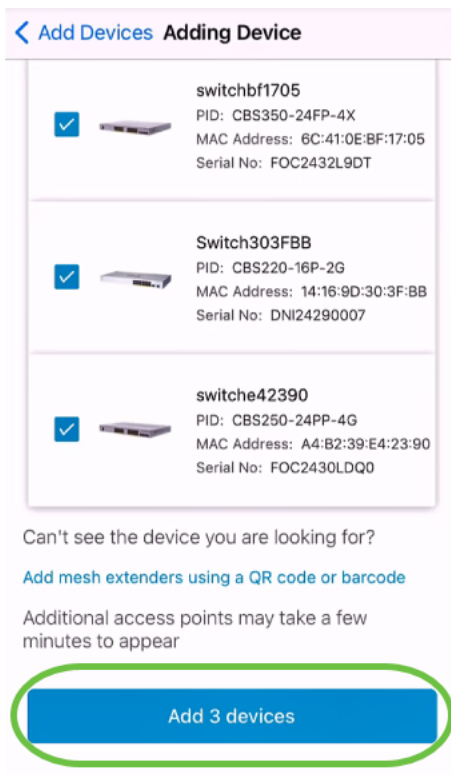 Add Devices Adding Device
switchbf1705
PID: CBS350-24FP-4X
MAC Address: 6C:41:0E:BF:17:05
Serial No: FOC2432L9DT
Switch303FBB
PID: CBS220-16P-2G
MAC Address: 14:16:9D:30:3F:BB
Serial No: DNI24290007
switche42390
PID: CBS250-24PP-4G
MAC Address: A4:B2:39:E4:23:90
Serial No: FOC2430LDQ0
Can't see the device you are looking for?
Add mesh extenders using a QR code or barcode
Additional access points may take a few
minutes to appear
Add 3 devices